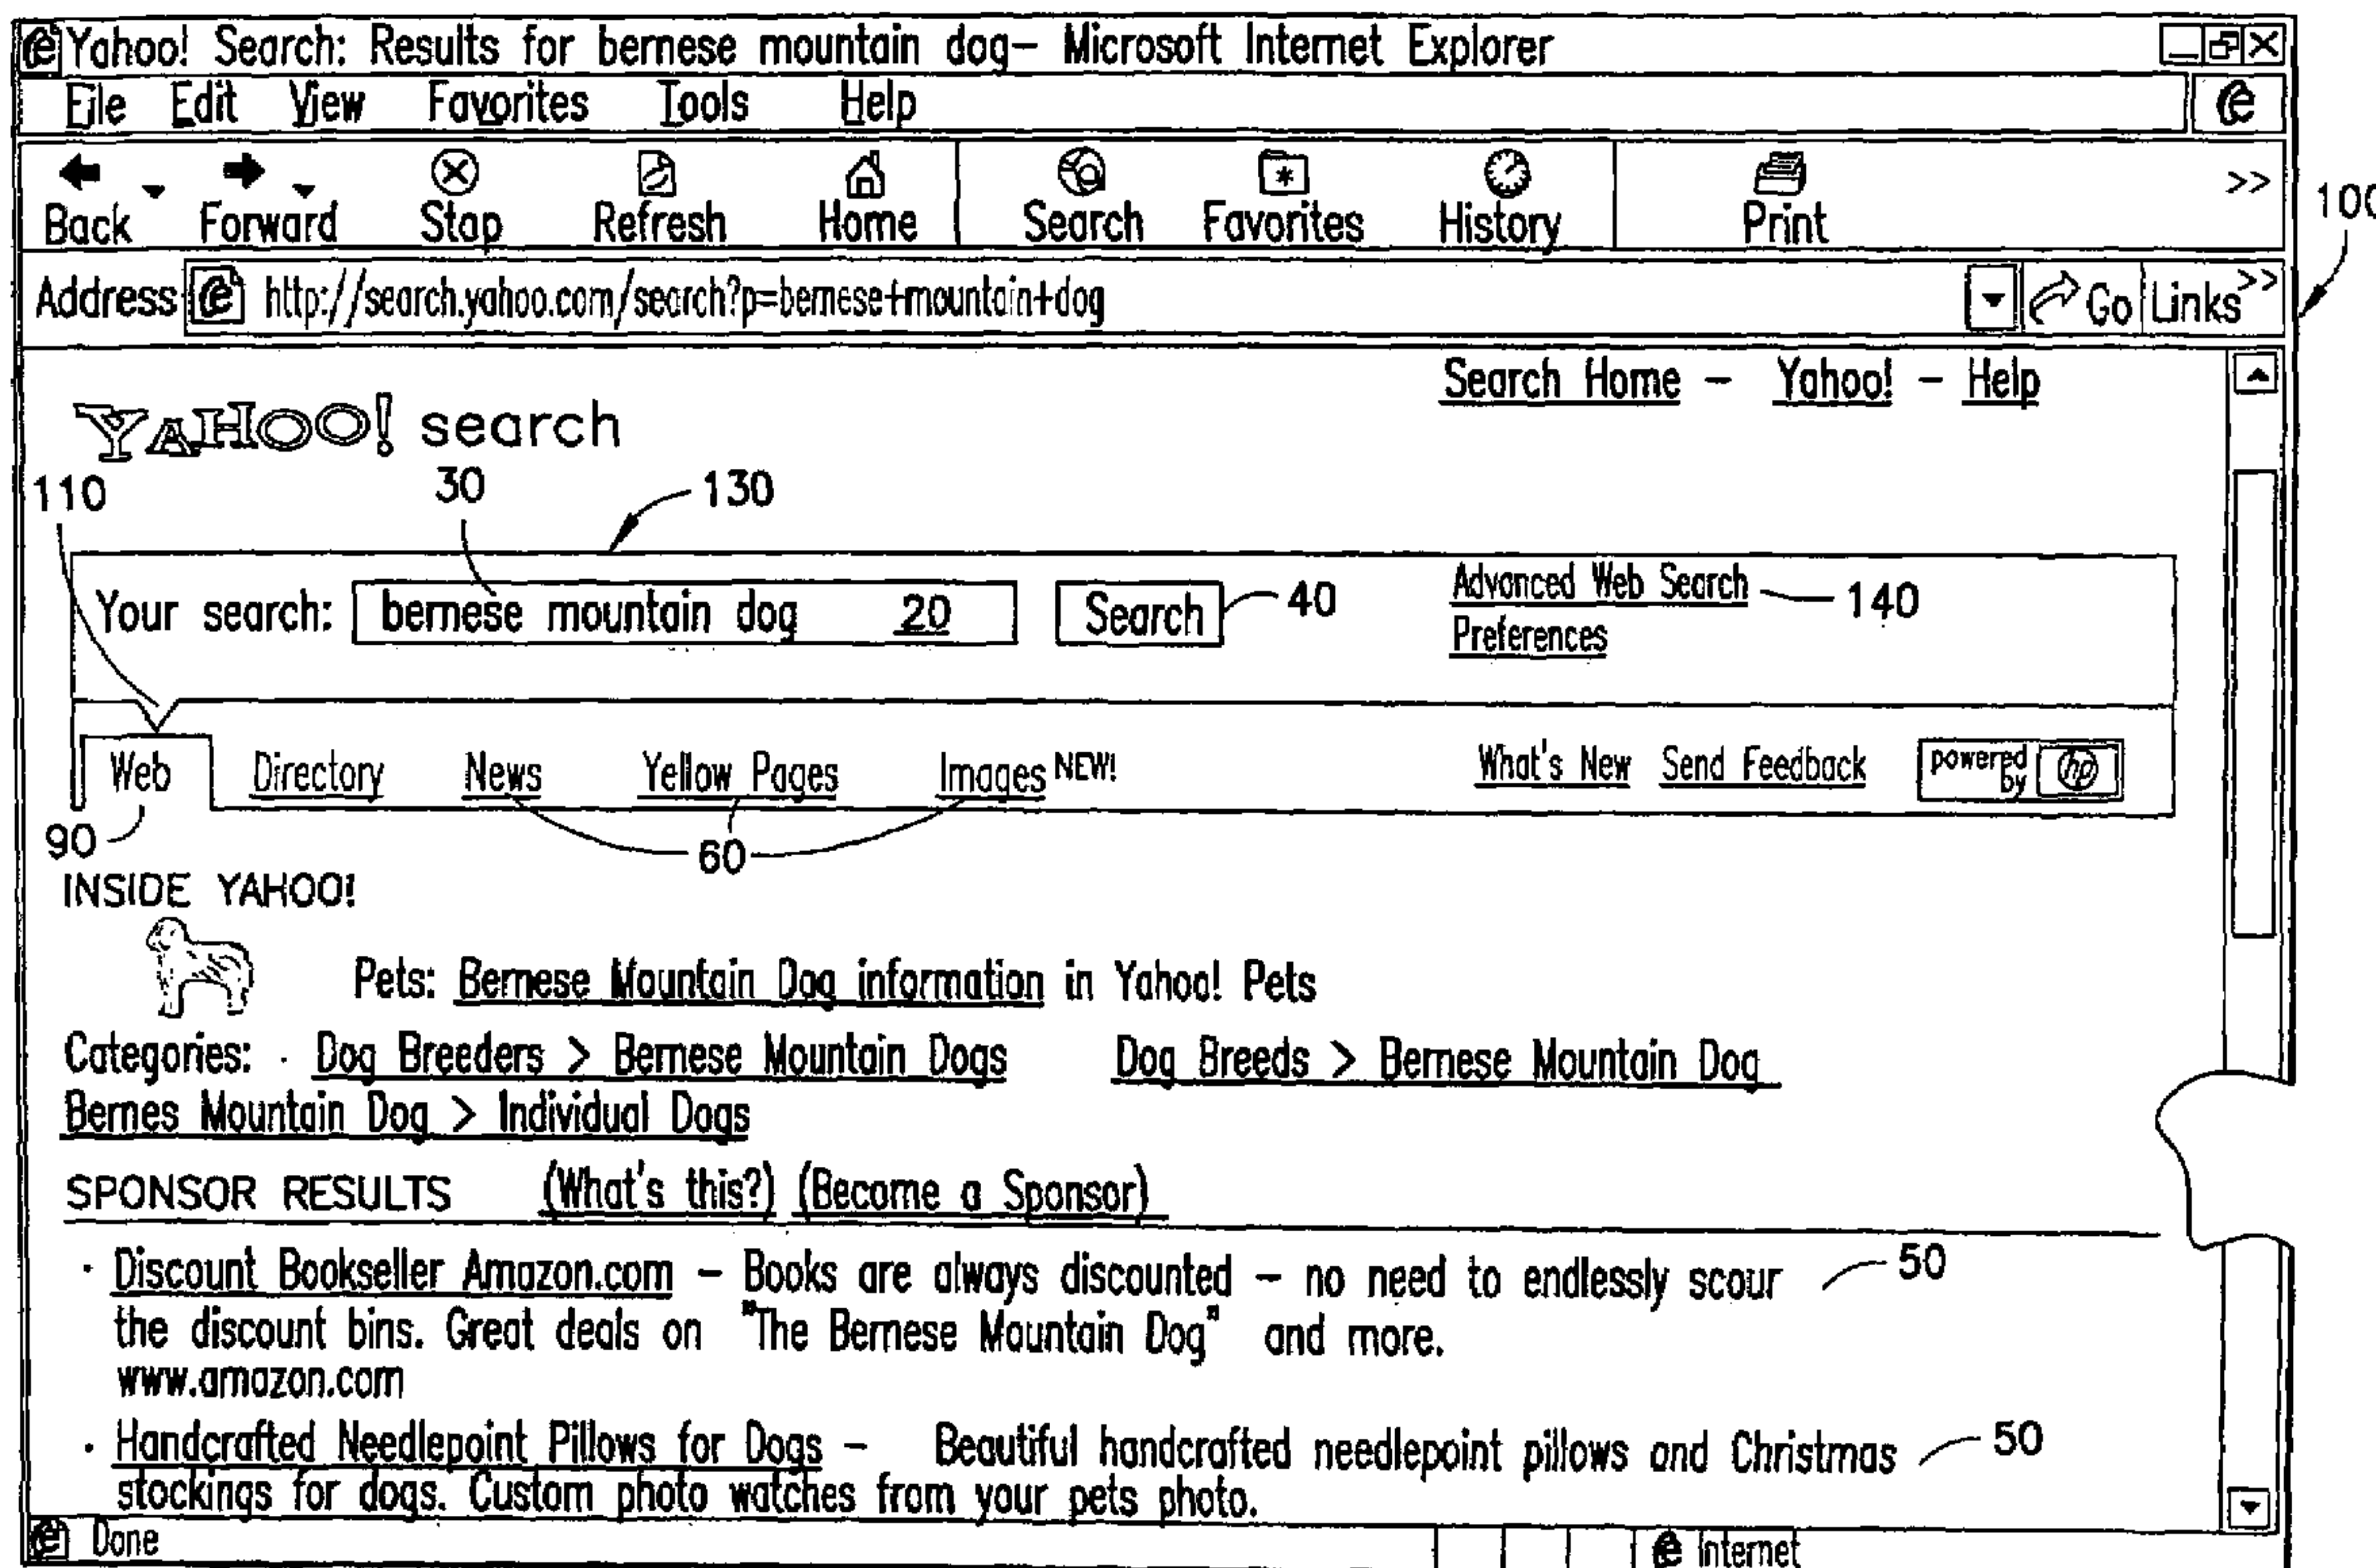 Yahoo! Search: Results for bernese mountain dog– Microsoft Internet Explorer
File Edit View Favorites Tools Help
Back Forward Stop Refresh Home Search Favorites History Print >>
100
Address http://search.yahoo.com/search?p=bernese+mountain+dog Go Links >>
Search Home – Yahoo! – Help
YAHOO! search
110 30 130
Your search: bernese mountain dog 20 Search 40 Advanced Web Search 140
Preferences
Web Directory News Yellow Pages Images NEW! What's New Send Feedback powered by hp
90 60
INSIDE YAHOO!
Pets: Bernese Mountain Dog information in Yahoo! Pets
Categories: · Dog Breeders > Bernese Mountain Dogs Dog Breeds > Bernese Mountain Dog
Bernes Mountain Dog > Individual Dogs
SPONSOR RESULTS (What's this?) (Become a Sponsor)
· Discount Bookseller Amazon.com – Books are always discounted – no need to endlessly scour 50
the discount bins. Great deals on "The Bernese Mountain Dog" and more.
www.amazon.com
· Handcrafted Needlepoint Pillows for Dogs – Beautiful handcrafted needlepoint pillows and Christmas 50
stockings for dogs. Custom photo watches from your pets photo.
Done Internet